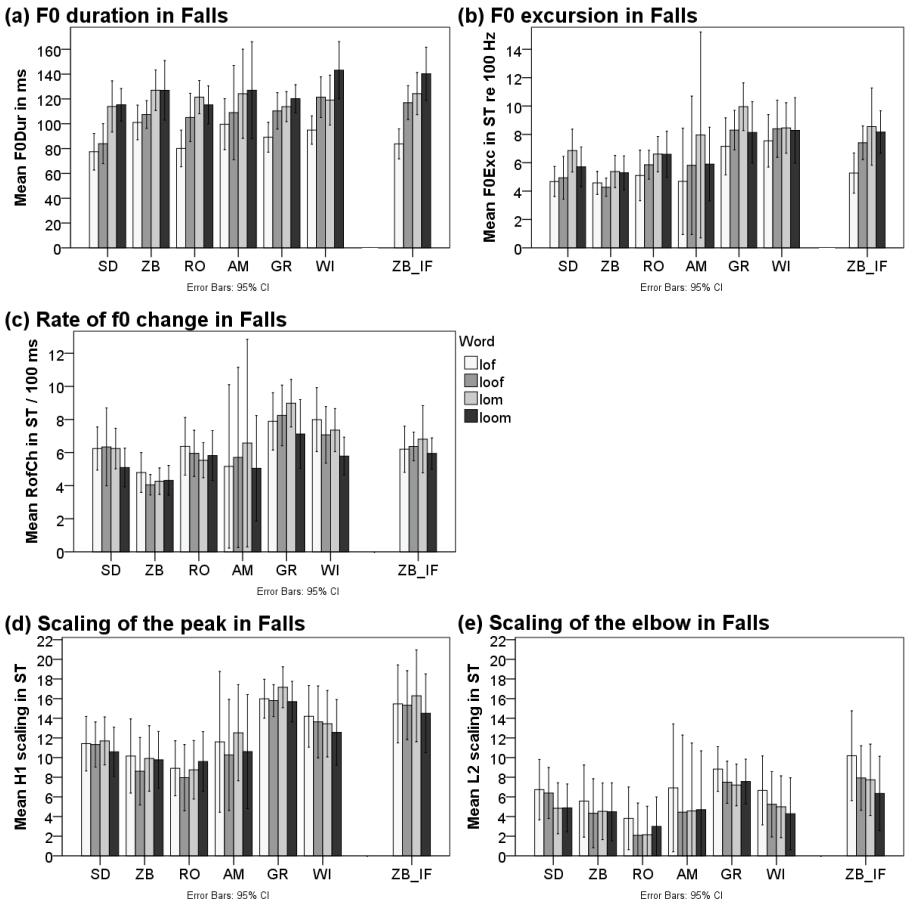 (a) F0 duration in Falls
Mean F0Dur in ms
160
140
120
100
80
60
40
20
0
SD ZB RO AM GR WI ZB_IF
Error Bars: 95% CI
(b) F0 excursion in Falls
Mean F0Exc in ST re 100 Hz
14
12
10
8
6
4
2
0
SD ZB RO AM GR WI ZB_IF
Error Bars: 95% CI
(c) Rate of f0 change in Falls
Mean RofCh in ST / 100 ms
12
10
8
6
4
2
0
SD ZB RO AM GR WI ZB_IF
Error Bars: 95% CI
Word
lof
loof
lom
loom
(d) Scaling of the peak in Falls
Mean H1 scaling in ST
22
20
18
16
14
12
10
8
6
4
2
0
SD ZB RO AM GR WI ZB_IF
Error Bars: 95% CI
(e) Scaling of the elbow in Falls
Mean L2 scaling in ST
22
20
18
16
14
12
10
8
6
4
2
0
SD ZB RO AM GR WI ZB_IF
Error Bars: 95% CI